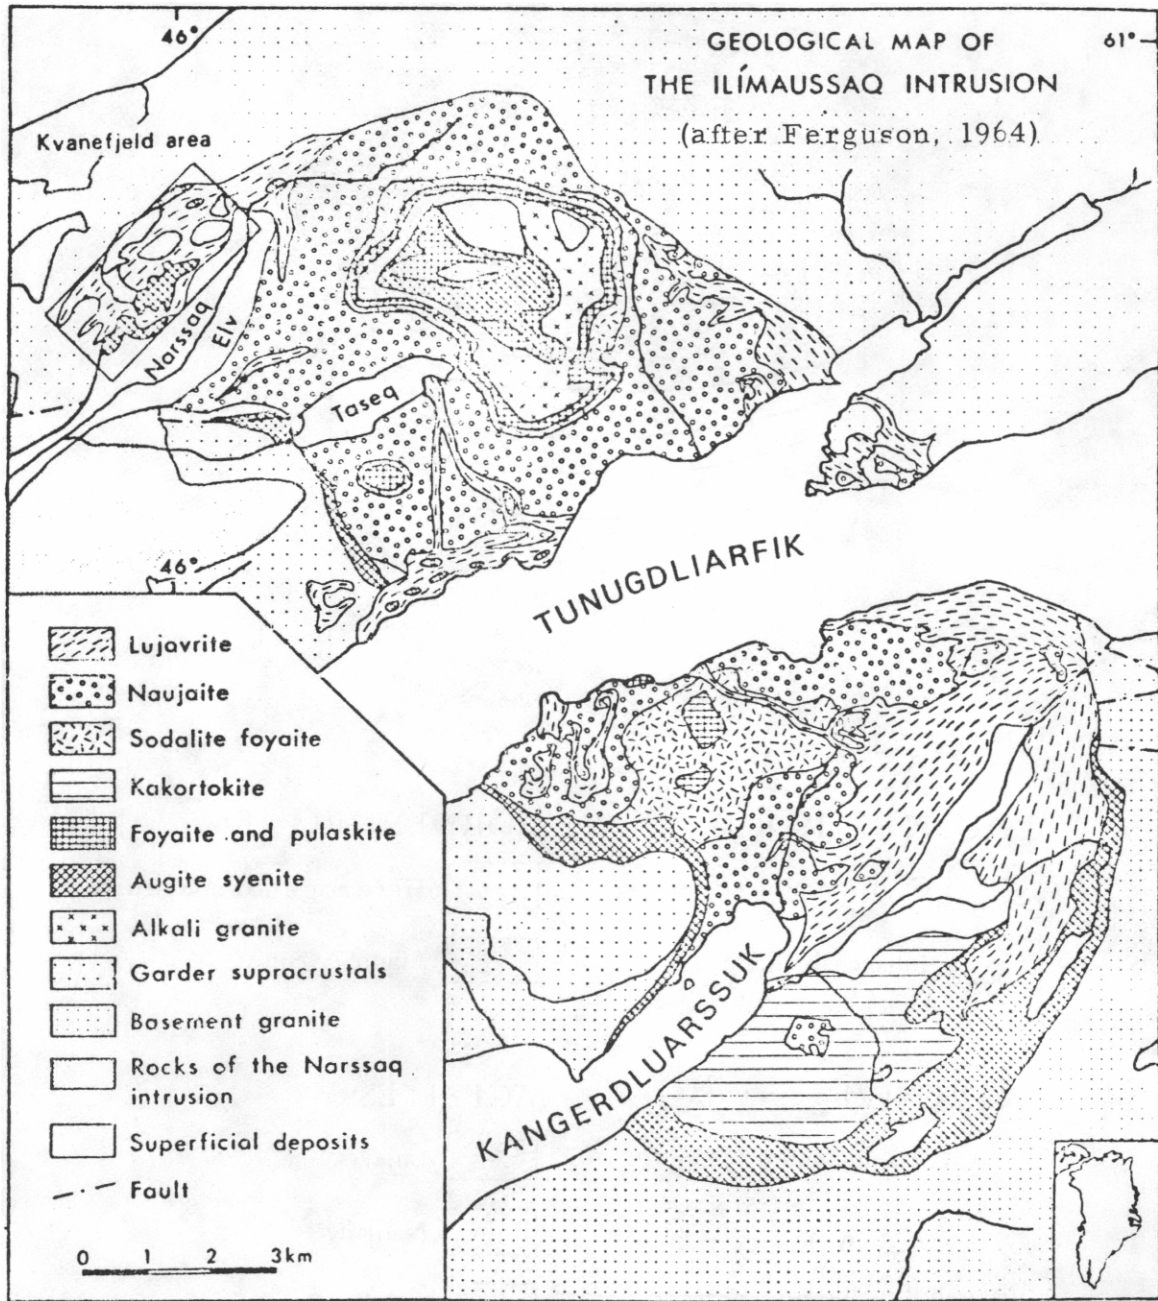 46°
GEOLOGICAL MAP OF
61°
THE ILÍMAUSSAQ INTRUSION
(after Ferguson, 1964)
Kvanefjeld area
Narssaq
Elv
Taseq
46°
TUNUGDLIARFIK
KANGERDLUARSSUK
Lujavrite
Naujaite
Sodalite foyaite
Kakortokite
Foyaite and pulaskite
Augite syenite
Alkali granite
Garder supracrustals
Basement granite
Rocks of the Narssaq
intrusion
Superficial deposits
Fault
0 1 2 3km